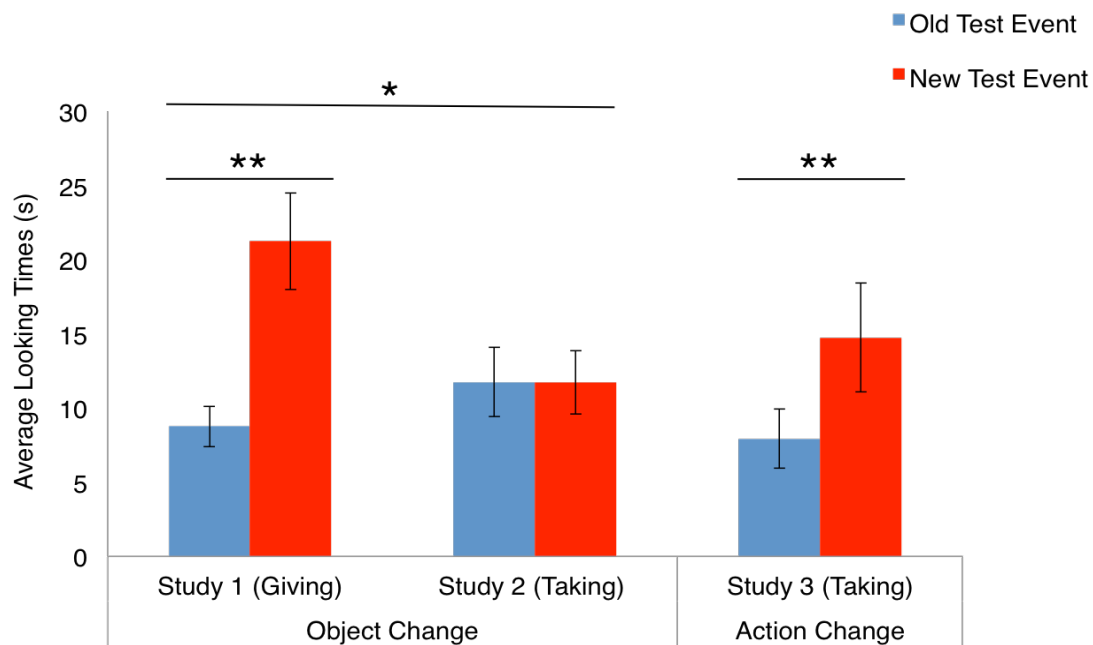 Old Test Event
New Test Event
*
**
**
Average Looking Times (s)
30
25
20
15
10
5
0
Study 1 (Giving)
Study 2 (Taking)
Study 3 (Taking)
Object Change
Action Change